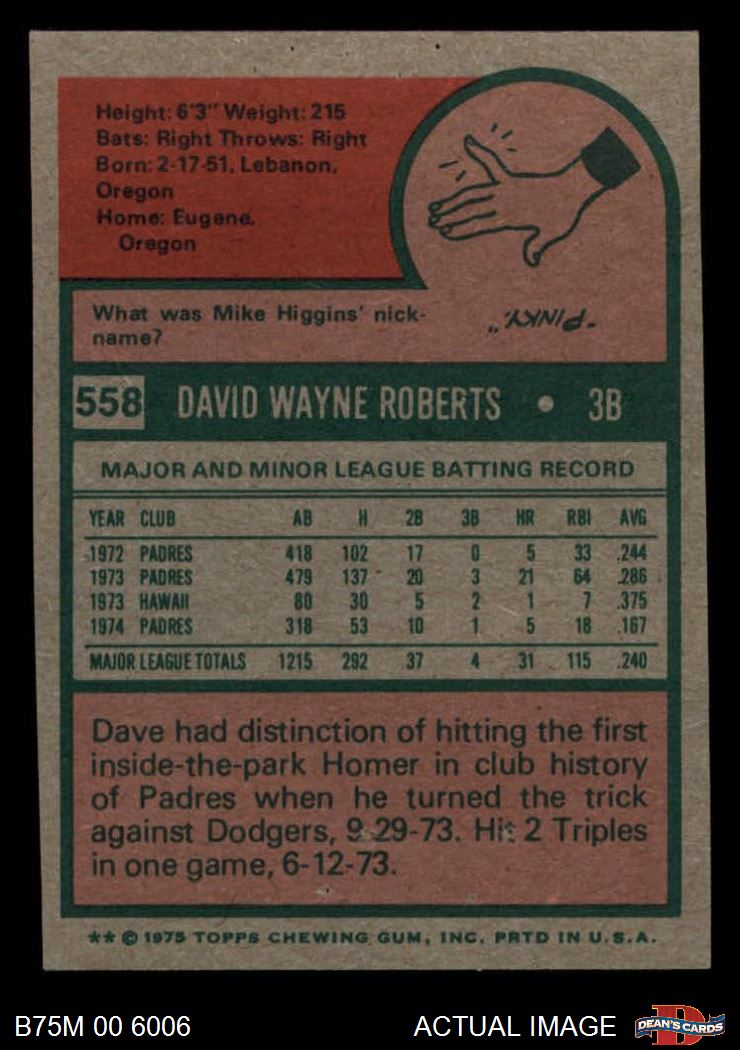 Height: 6'3" Weight: 215
Bats: Right Throws: Right
Born: 2-17-51, Lebanon,
Oregon
Home: Eugene,
Oregon
What was Mike Higgins' nick-
name?
"PINKY."
558 DAVID WAYNE ROBERTS • 3B
MAJOR AND MINOR LEAGUE BATTING RECORD
YEAR CLUB AB H 2B 3B HR RBI AVG
1972 PADRES 418 102 17 0 5 33 .244
1973 PADRES 479 137 20 3 21 64 .286
1973 HAWAII 80 30 5 2 1 7 .375
1974 PADRES 318 53 10 1 5 18 .167
MAJOR LEAGUE TOTALS 1215 292 37 4 31 115 .240
Dave had distinction of hitting the first
inside-the-park Homer in club history
of Padres when he turned the trick
against Dodgers, 9-29-73. Hit 2 Triples
in one game, 6-12-73.
** © 1975 TOPPS CHEWING GUM, INC. PRTD IN U.S.A.
B75M 00 6006 ACTUAL IMAGE
D
DEAN'S CARDS